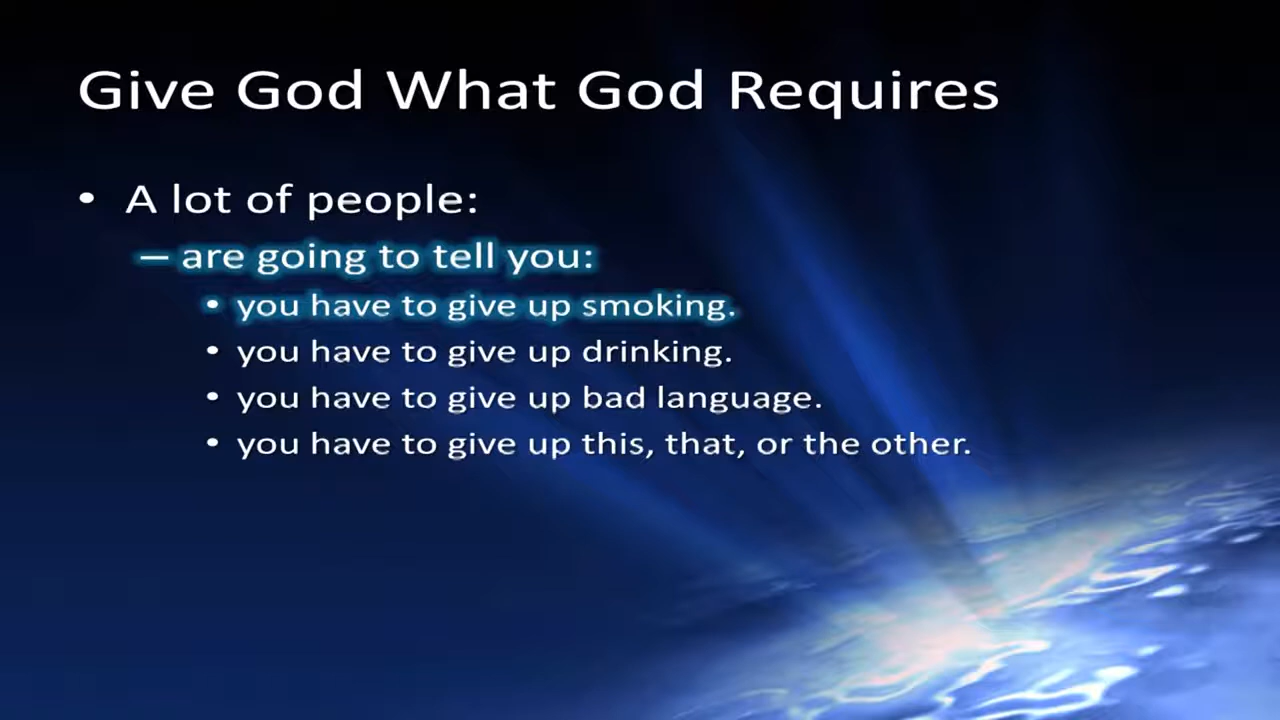 Give God What God Requires
• A lot of people:
– are going to tell you:
• you have to give up smoking.
• you have to give up drinking.
• you have to give up bad language.
• you have to give up this, that, or the other.